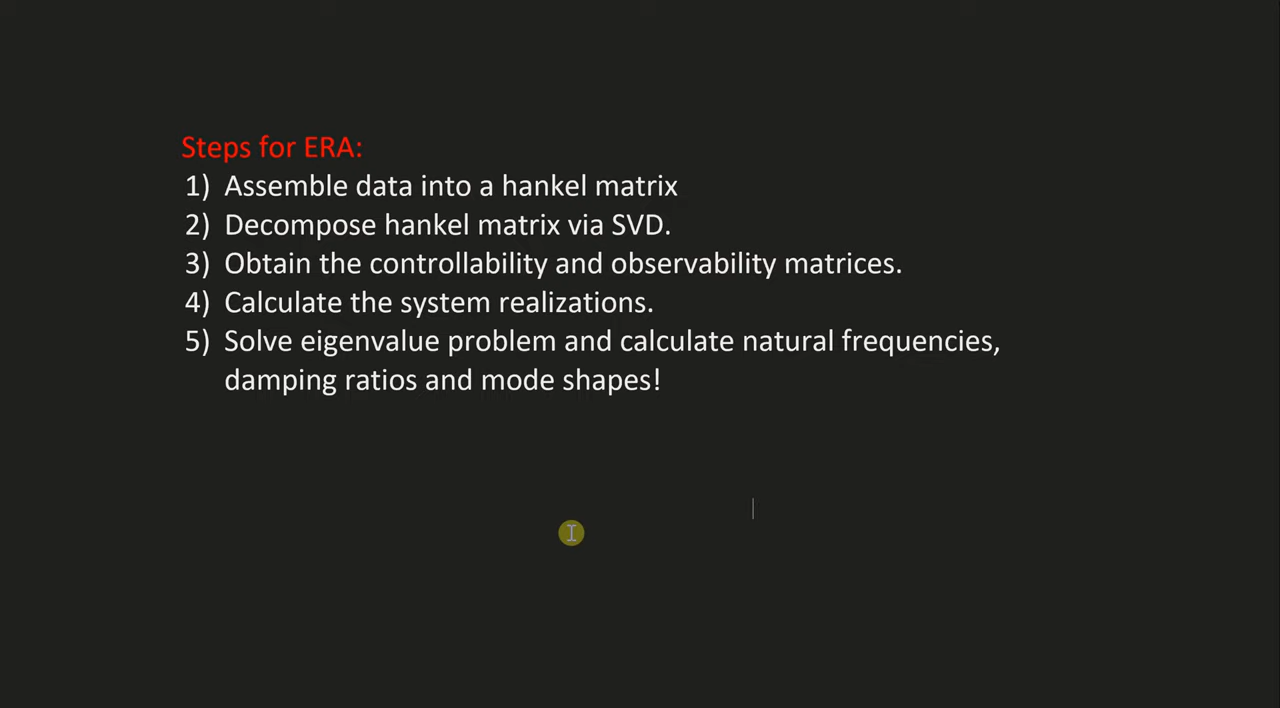 Steps for ERA:
1) Assemble data into a hankel matrix
2) Decompose hankel matrix via SVD.
3) Obtain the controllability and observability matrices.
4) Calculate the system realizations.
5) Solve eigenvalue problem and calculate natural frequencies,
damping ratios and mode shapes!